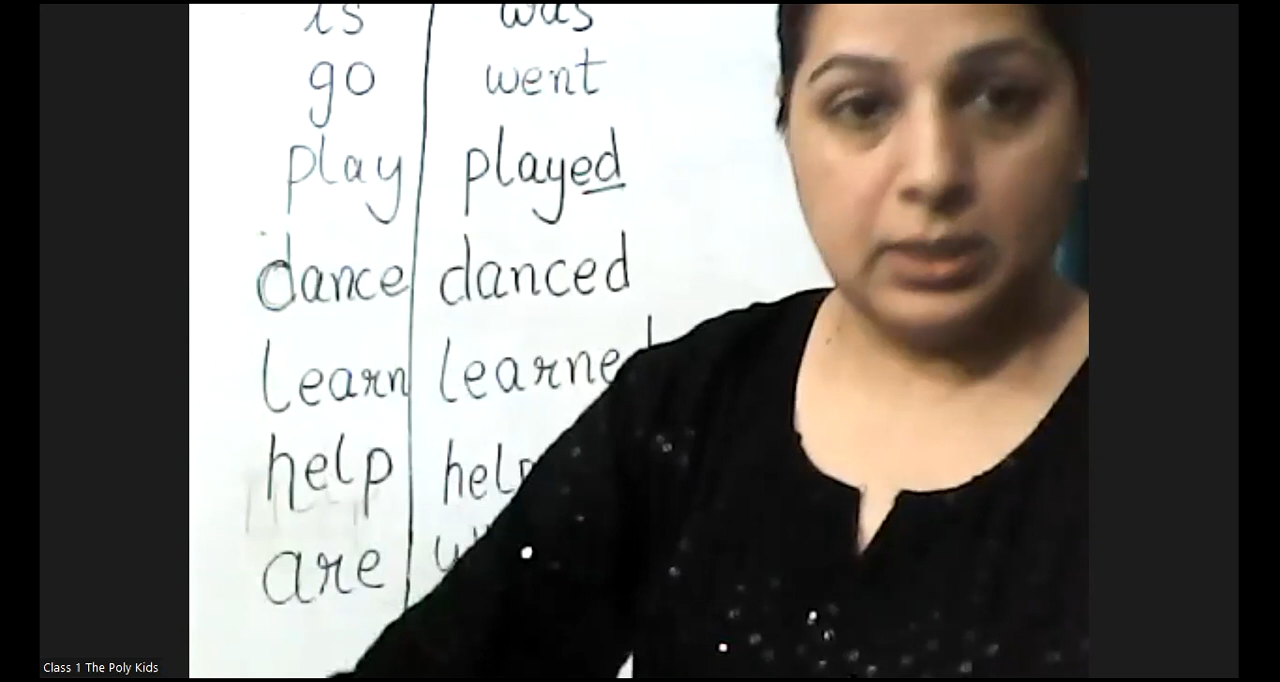 is was
go went
play played
dance danced
learn
help
are
Class 1 The Poly Kids